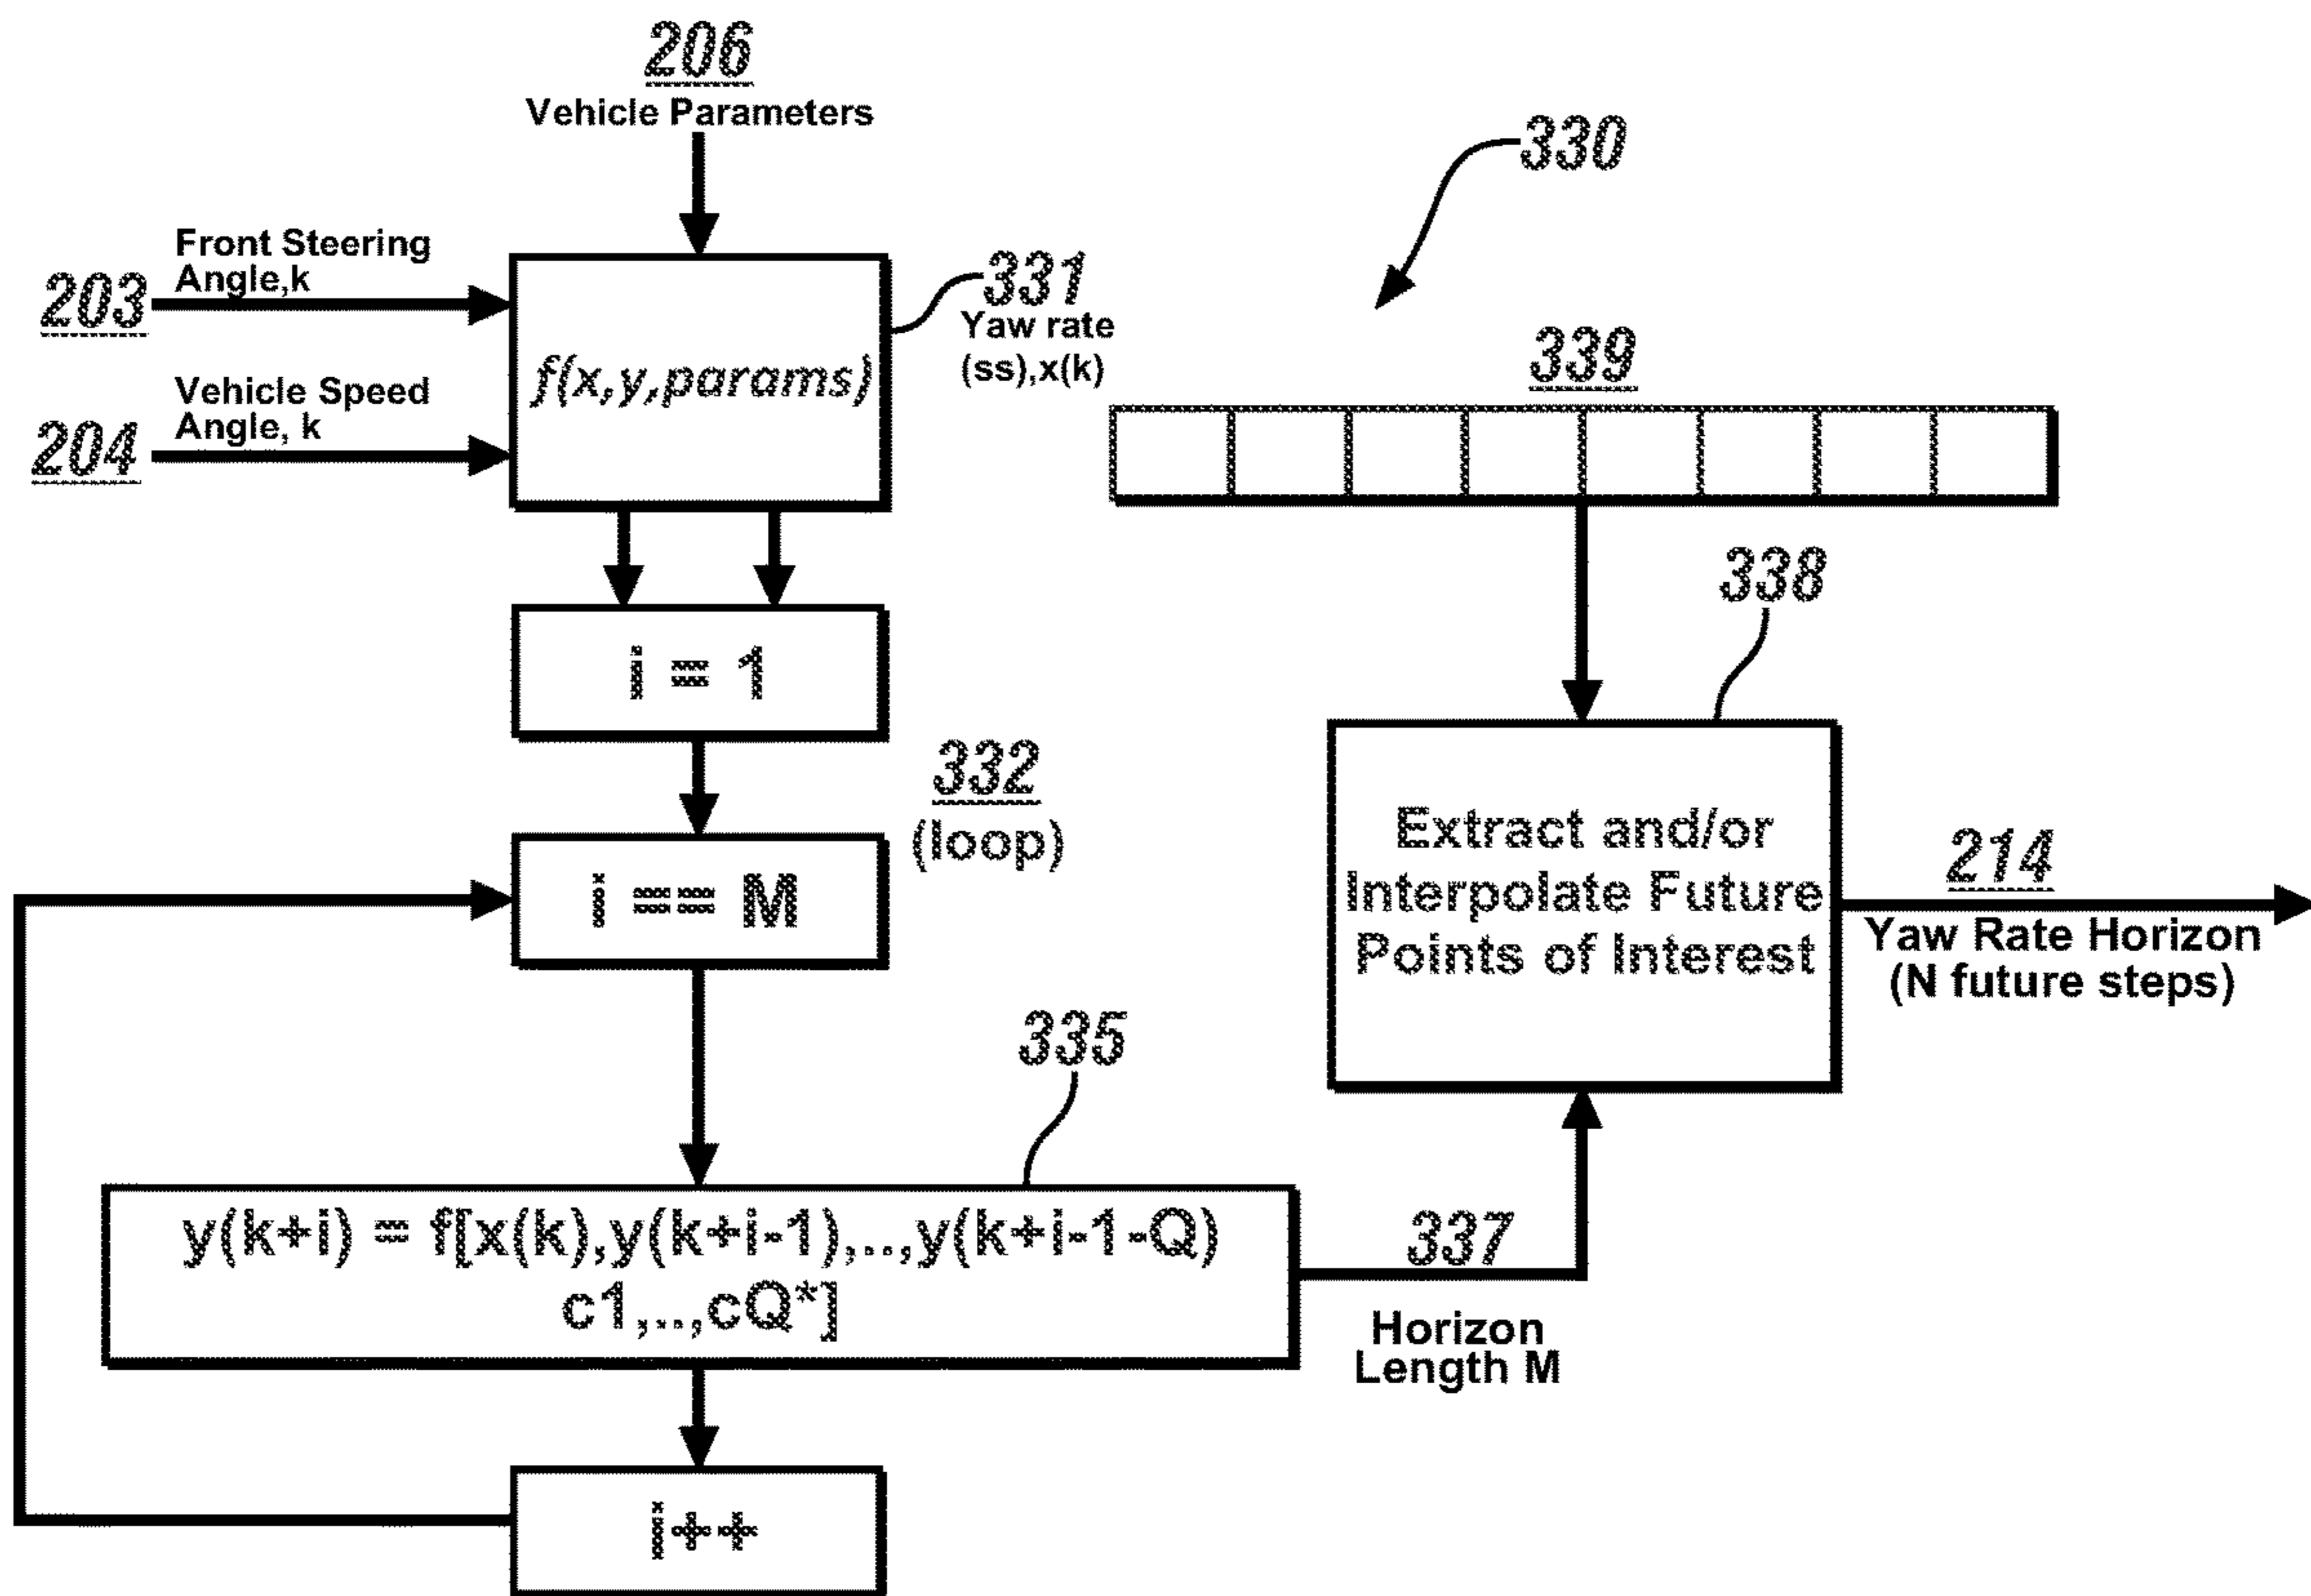 206
Vehicle Parameters
330
Front Steering
Angle,k
203
331
Yaw rate
(ss),x(k)
f(x,y,params)
339
Vehicle Speed
Angle, k
204
338
i = 1
332
(loop)
i == M
Extract and/or
Interpolate Future
Points of Interest
214
Yaw Rate Horizon
(N future steps)
335
y(k+i) = f[x(k),y(k+i-1),..,y(k+i-1-Q)
c1,..,cQ*]
337
Horizon
Length M
i++